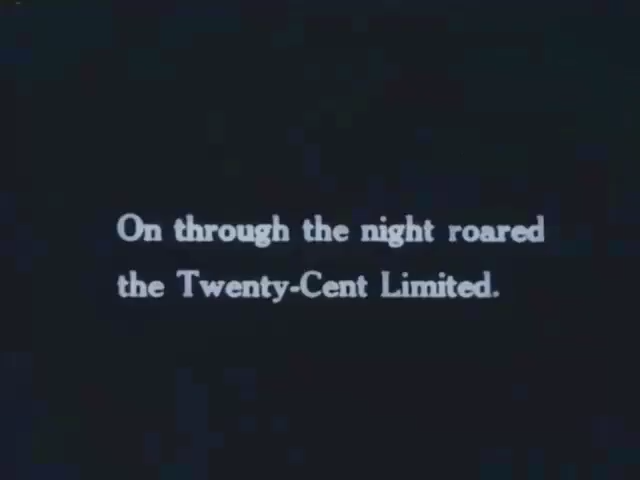 On through the night roared
the Twenty-Cent Limited.